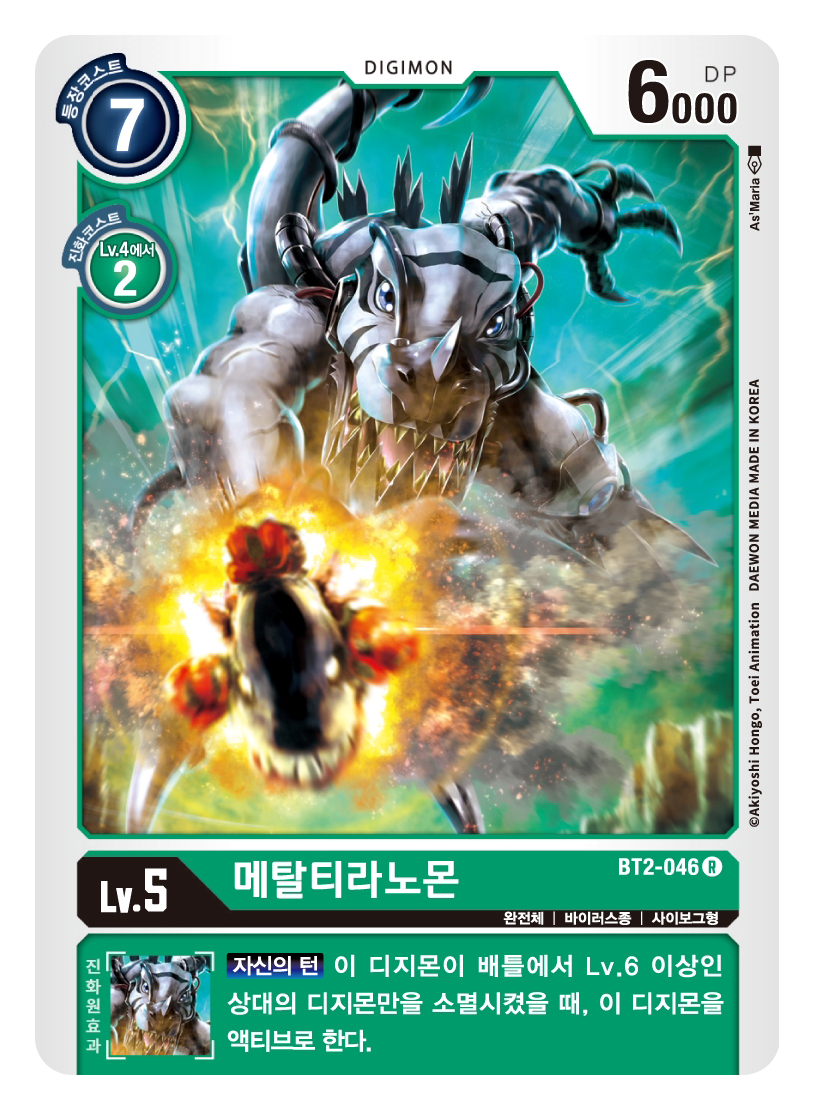 DIGIMON
등장코스트
7
DP
6000
진화코스트
Lv.4에서
2
As'Maria
©Akiyoshi Hongo, Toei Animation DAEWON MEDIA MADE IN KOREA
Lv.5
메탈티라노몬
BT2-046 R
완전체 | 바이러스종 | 사이보그형
진화원효과
자신의 턴 이 디지몬이 배틀에서 Lv.6 이상인
상대의 디지몬만을 소멸시켰을 때, 이 디지몬을
액티브로 한다.